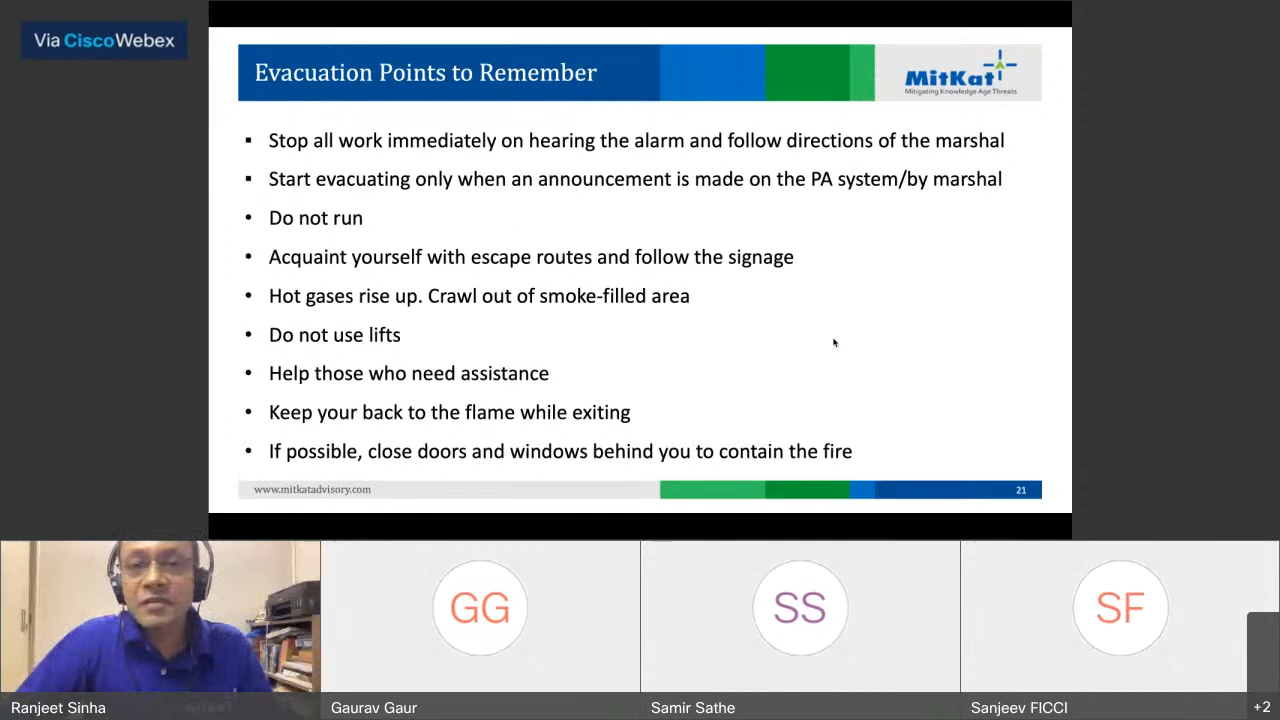 Via Cisco Webex
Evacuation Points to Remember
MitKat
Mitigating Knowledge Age Threats
▪ Stop all work immediately on hearing the alarm and follow directions of the marshal
▪ Start evacuating only when an announcement is made on the PA system/by marshal
• Do not run
• Acquaint yourself with escape routes and follow the signage
• Hot gases rise up. Crawl out of smoke-filled area
• Do not use lifts
• Help those who need assistance
• Keep your back to the flame while exiting
• If possible, close doors and windows behind you to contain the fire
www.mitkatadvisory.com
21
GG
SS
SF
Ranjeet Sinha
Gaurav Gaur
Samir Sathe
Sanjeev FICCI
+2